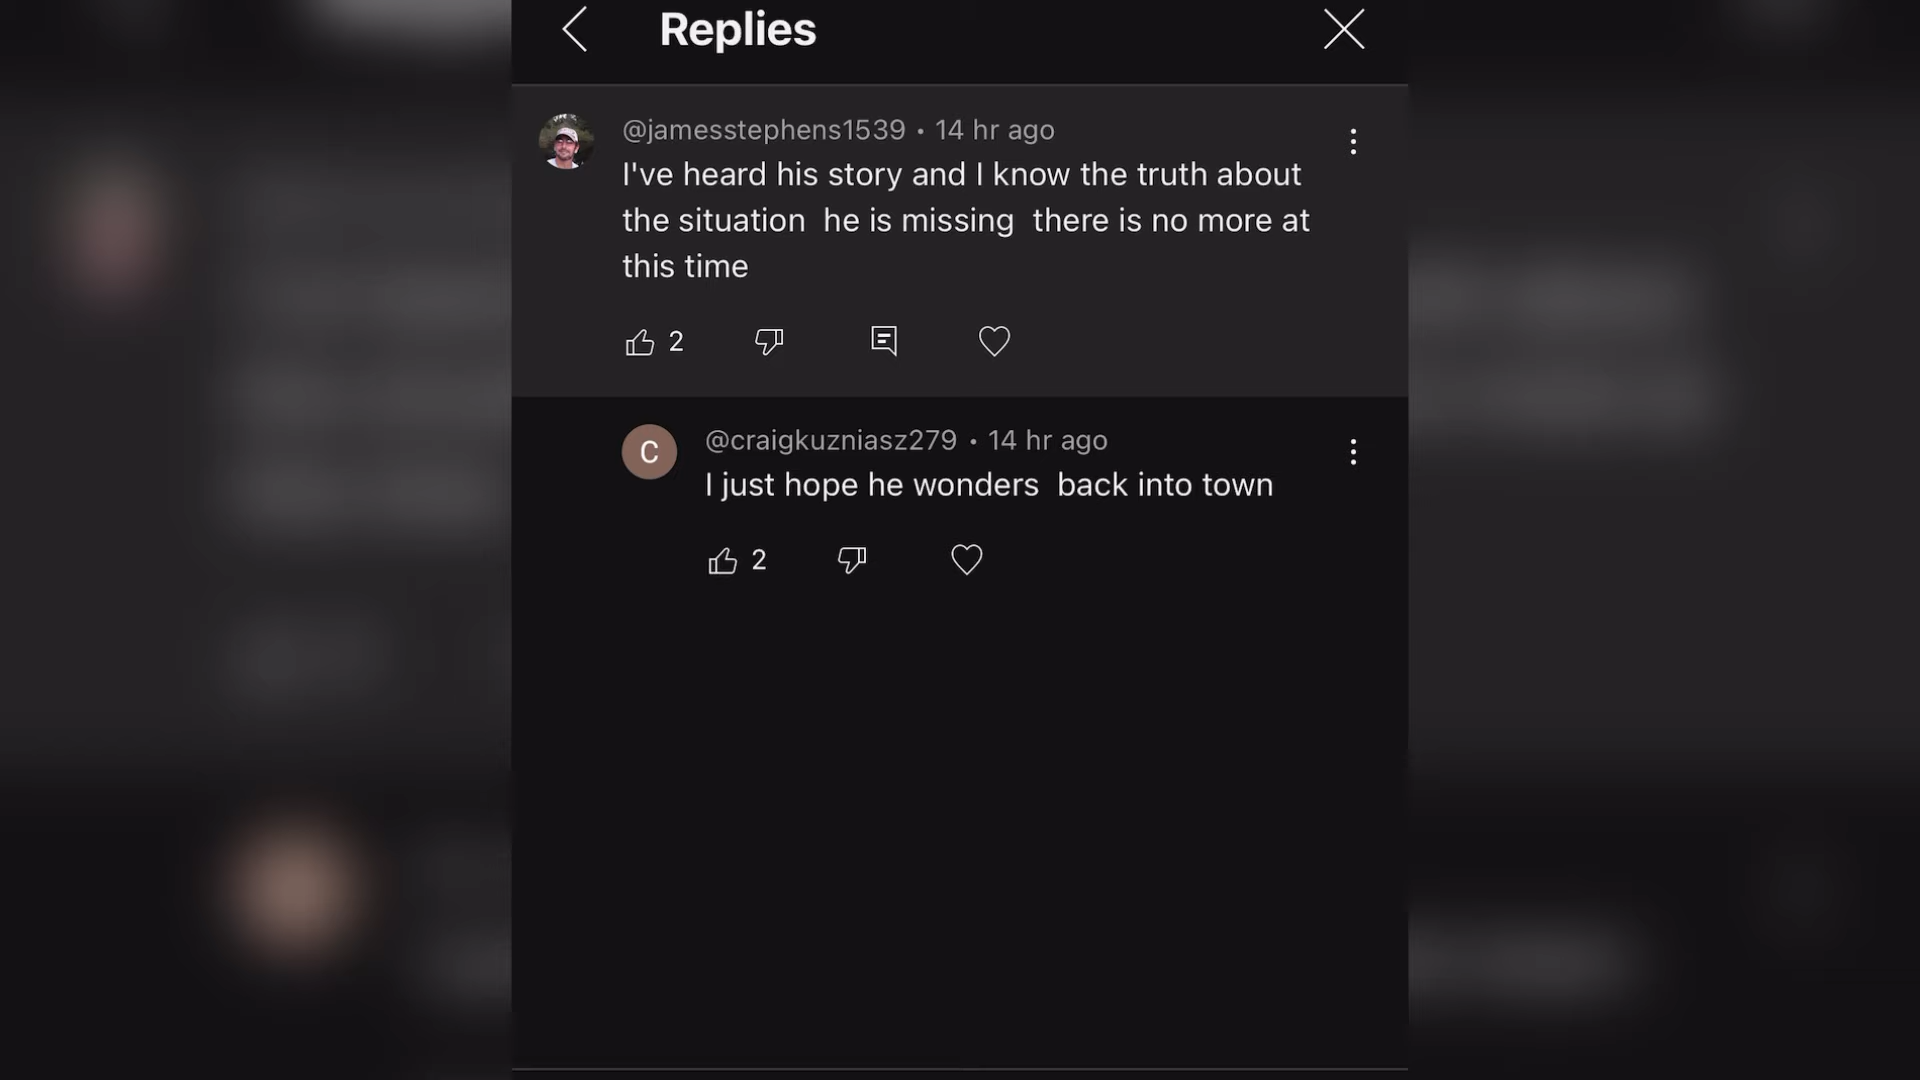 Replies
@jamesstephens1539 • 14 hr ago
I've heard his story and I know the truth about
the situation  he is missing  there is no more at
this time
2
C
@craigkuzniasz279 • 14 hr ago
I just hope he wonders  back into town
2